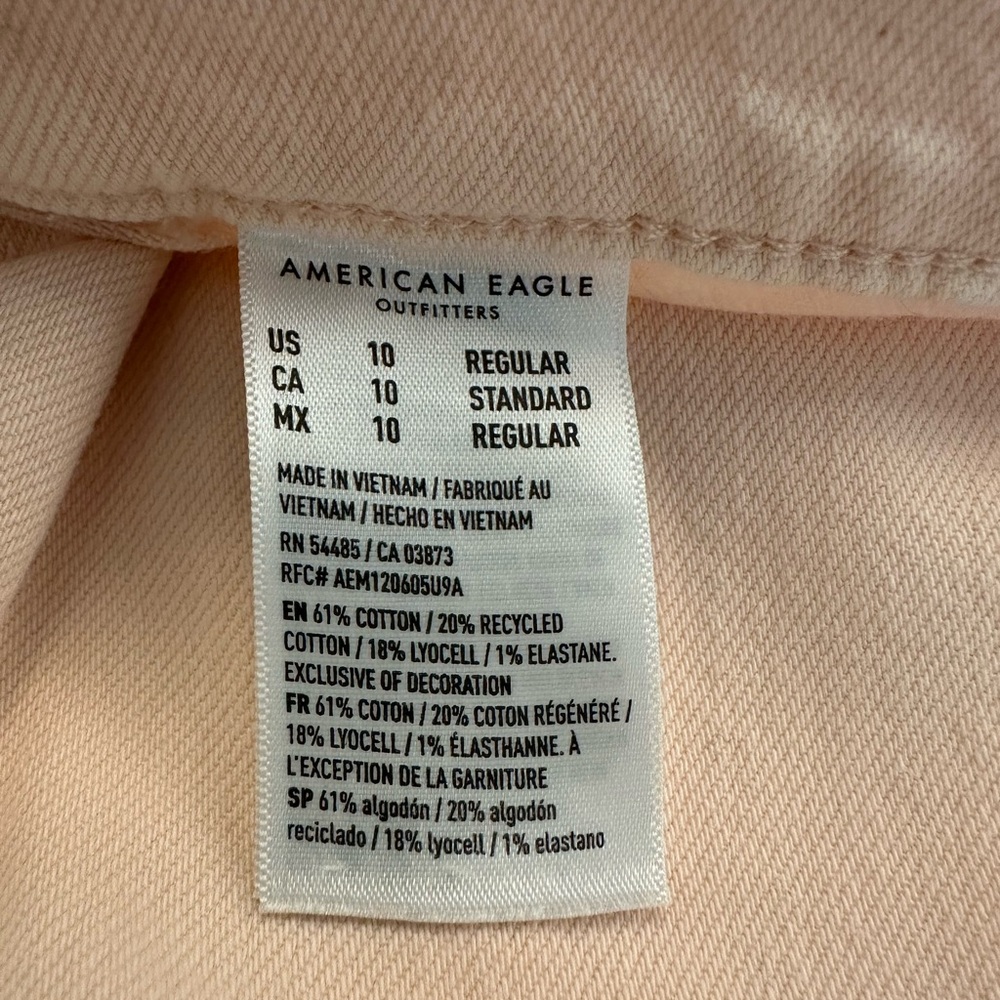 AMERICAN EAGLE
OUTFITTERS
US 10 REGULAR
CA 10 STANDARD
MX 10 REGULAR
MADE IN VIETNAM / FABRIQUÉ AU
VIETNAM / HECHO EN VIETNAM
RN 54485 / CA 03873
RFC# AEM120605U9A
EN 61% COTTON / 20% RECYCLED
COTTON / 18% LYOCELL / 1% ELASTANE.
EXCLUSIVE OF DECORATION
FR 61% COTON / 20% COTON RÉGÉNÉRÉ /
18% LYOCELL / 1% ÉLASTHANNE. À
L'EXCEPTION DE LA GARNITURE
SP 61% algodón / 20% algodón
reciclado / 18% lyocell / 1% elastano